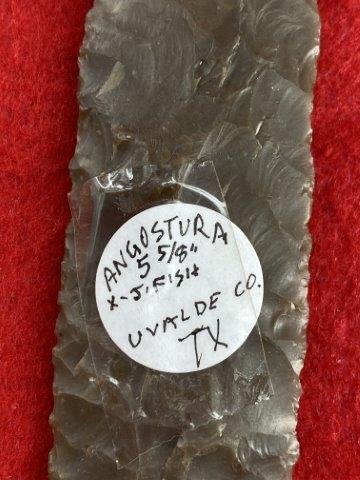 ANGOSTURA
5 5/8"
X-J.FISH
UVALDE CO.
TX